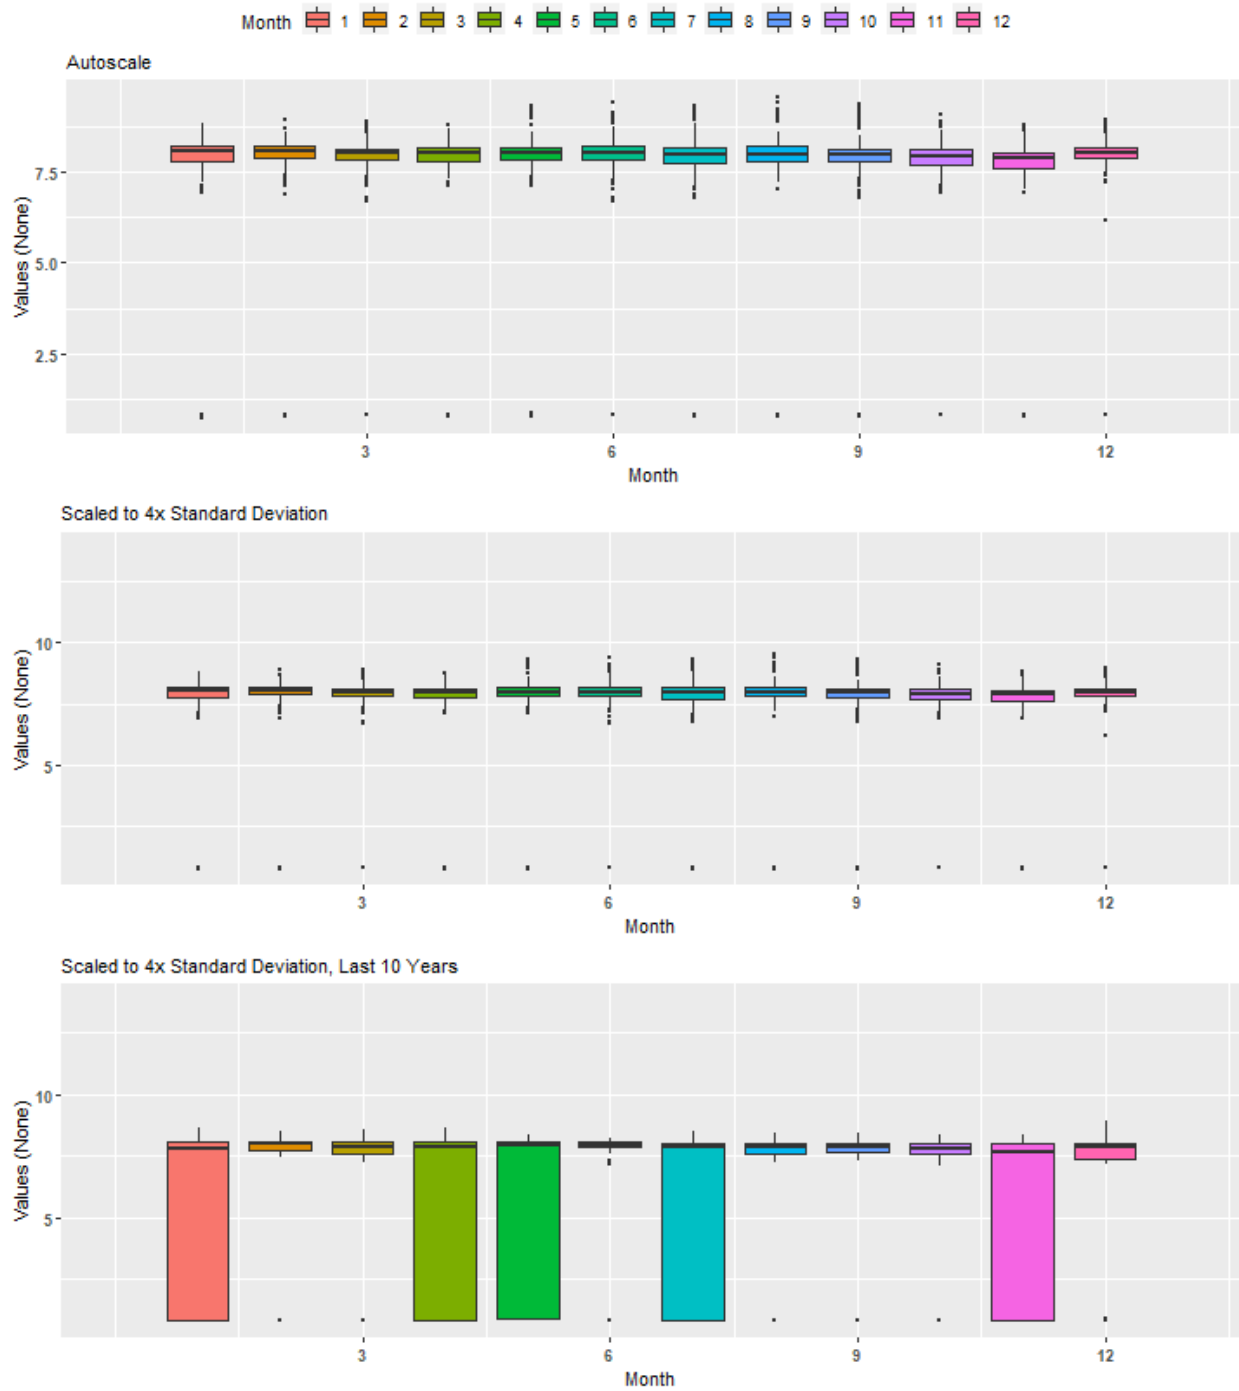 Month 1 2 3 4 5 6 7 8 9 10 11 12
Autoscale
Values (None)
7.5
5.0
2.5
3 6 9 12
Month
Scaled to 4x Standard Deviation
Values (None)
10
5
3 6 9 12
Month
Scaled to 4x Standard Deviation, Last 10 Years
Values (None)
10
5
3 6 9 12
Month